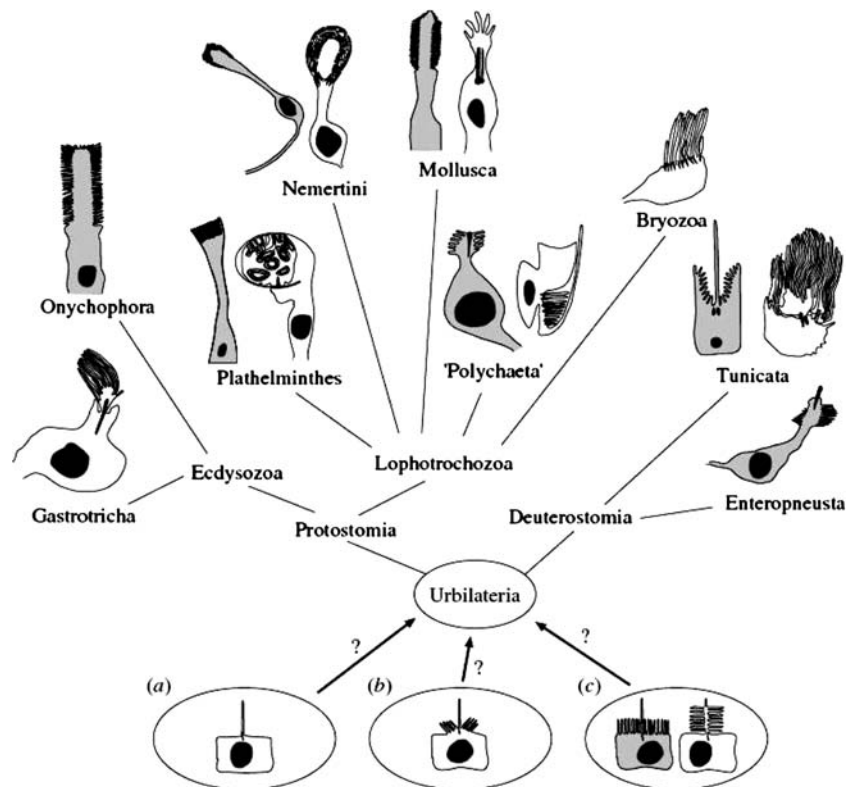 Nemertini
Mollusca
Bryozoa
Onychophora
Plathelminthes
'Polychaeta'
Tunicata
Gastrotricha
Ecdysozoa
Lophotrochozoa
Enteropneusta
Protostomia
Deuterostomia
Urbilateria
?
?
?
(a)
(b)
(c)